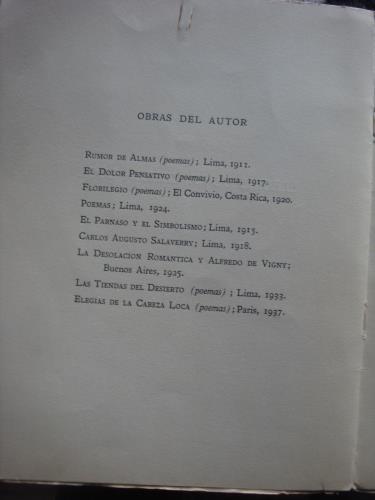 OBRAS DEL AUTOR
RUMOR DE ALMAS (poemas); Lima, 1911.
EL DOLOR PENSATIVO (poemas); Lima, 1917.
FLORILEGIO (poemas); El Convivio, Costa Rica, 1920.
POEMAS; Lima, 1924.
EL PARNASO Y EL SIMBOLISMO; Lima, 1915.
CARLOS AUGUSTO SALAVERRY; Lima, 1918.
LA DESOLACION ROMANTICA Y ALFREDO DE VIGNY;
Buenos Aires, 1925.
LAS TIENDAS DEL DESIERTO (poemas) ; Lima, 1933.
ELEGIAS DE LA CABEZA LOCA (poemas); Paris, 1937.